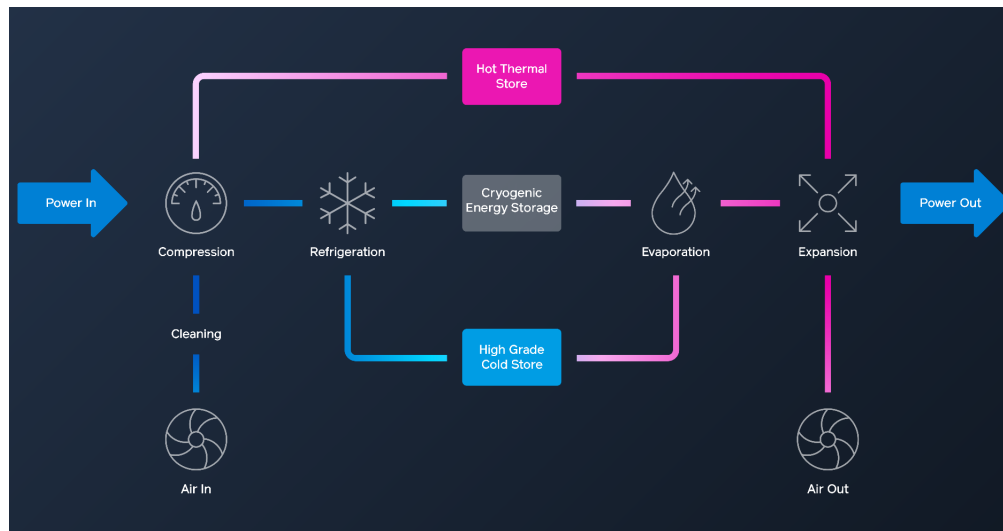 Hot Thermal
Store
Power In
Cryogenic
Energy Storage
Power Out
Compression
Refrigeration
Evaporation
Expansion
Cleaning
High Grade
Cold Store
Air In
Air Out